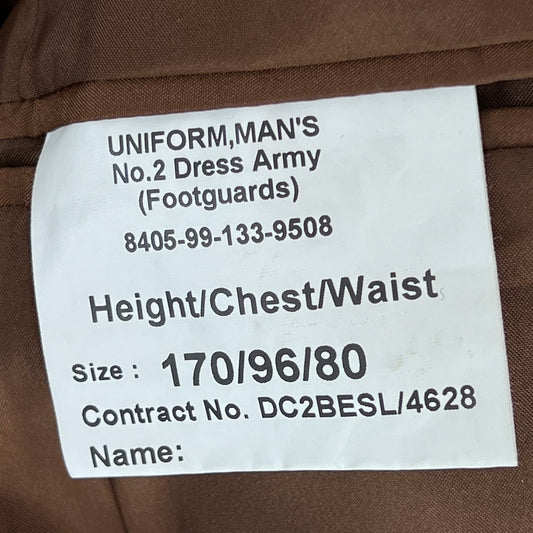 UNIFORM,MAN'S
No.2 Dress Army
(Footguards)
8405-99-133-9508
Height/Chest/Waist
Size : 170/96/80
Contract No. DC2BESL/4628
Name: